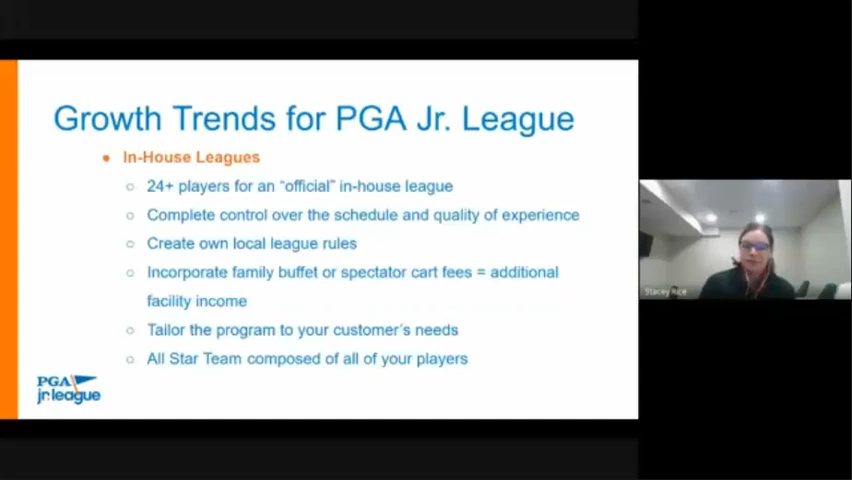 Growth Trends for PGA Jr. League
In-House Leagues
24+ players for an “official” in-house league
Complete control over the schedule and quality of experience
Create own local league rules
Incorporate family buffet or spectator cart fees = additional
facility income
Tailor the program to your customer’s needs
All Star Team composed of all of your players
PGA
jr.league
Stacey Rice